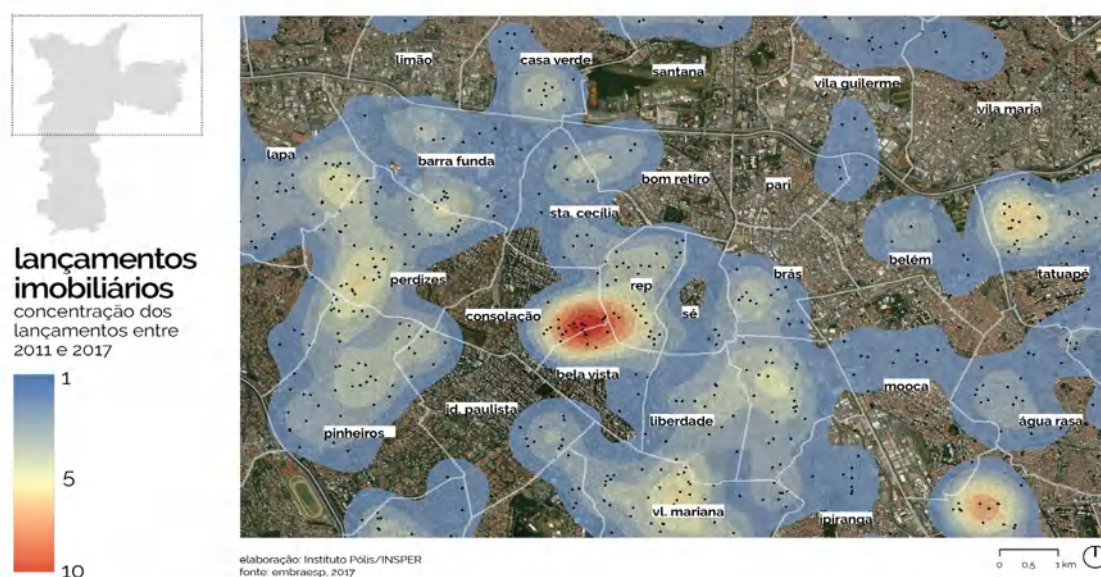 lançamentos
imobiliários
concentração dos
lançamentos entre
2011 e 2017
1
5
10
limão
casa verde
santana
vila guilerme
vila maria
lapa
barra funda
bom retiro
pari
sta. cecília
belém
tatuapé
perdizes
rep
brás
consolação
sé
bela vista
mooca
jd. paulista
liberdade
água rasa
pinheiros
vl. mariana
ipiranga
elaboração: Instituto Pólis/INSPER
fonte: embraesp, 2017
0 0,5 1 km